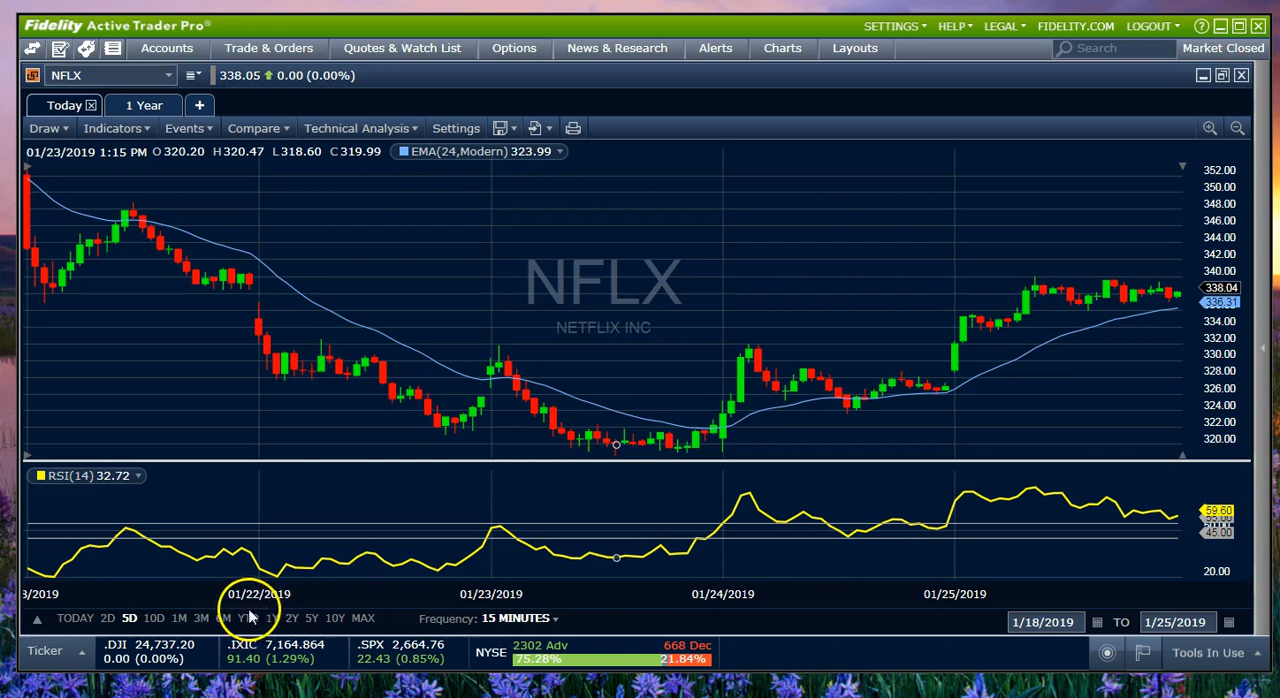 Fidelity Active Trader Pro®
SETTINGS HELP LEGAL FIDELITY.COM LOGOUT ?
Accounts Trade & Orders Quotes & Watch List Options News & Research Alerts Charts Layouts Search Market Closed
NFLX 338.05 0.00 (0.00%)
Today 1 Year +
Draw Indicators Events Compare Technical Analysis Settings
01/23/2019 1:15 PM O 320.20 H 320.47 L 318.60 C 319.99 EMA(24,Modern) 323.99
352.00
350.00
348.00
346.00
344.00
342.00
340.00
338.04
336.31
334.00
332.00
330.00
328.00
326.00
324.00
322.00
320.00
NFLX
NETFLIX INC
RSI(14) 32.72
59.60
45.00
20.00
8/2019 01/22/2019 01/23/2019 01/24/2019 01/25/2019
TODAY 2D 5D 10D 1M 3M 6M YTD 1Y 2Y 5Y 10Y MAX Frequency: 15 MINUTES 1/18/2019 TO 1/25/2019
Ticker
.DJI 24,737.20
0.00 (0.00%)
.IXIC 7,164.864
91.40 (1.29%)
.SPX 2,664.76
22.43 (0.85%)
NYSE
2302 Adv 668 Dec
75.28% 21.84%
Tools In Use